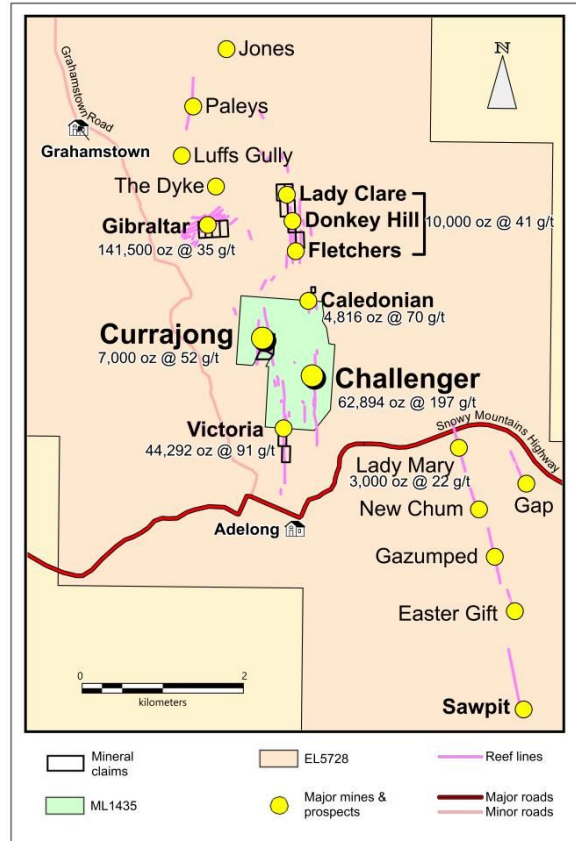 Jones
N
Grahamstown Road
Paleys
Grahamstown
Luffs Gully
The Dyke
Lady Clare
Donkey Hill
10,000 oz @ 41 g/t
Gibraltar
141,500 oz @ 35 g/t
Fletchers
Caledonian
4,816 oz @ 70 g/t
Currajong
7,000 oz @ 52 g/t
Challenger
62,894 oz @ 197 g/t
Snowy Mountains Highway
Victoria
44,292 oz @ 91 g/t
Lady Mary
3,000 oz @ 22 g/t
Gap
New Chum
Adelong
Gazumped
Easter Gift
0
2
kilometers
Sawpit
Mineral
claims
EL5728
Reef lines
ML1435
Major mines &
prospects
Major roads
Minor roads